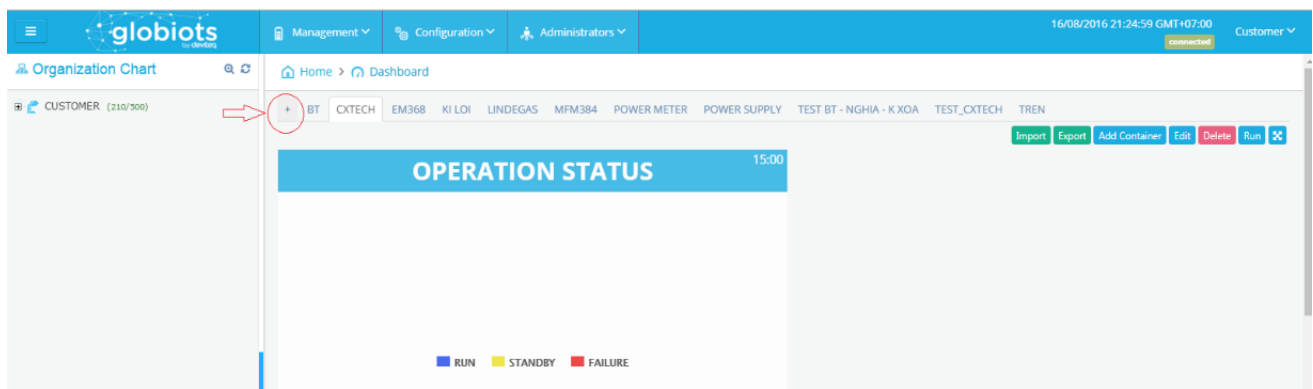 globiots
by devteq
Management
Configuration
Administrators
16/08/2016 21:24:59 GMT+07:00
connected
Customer
Organization Chart
CUSTOMER (210/500)
Home > Dashboard
+ BT CXTECH EM368 KI LOI LINDEGAS MFM384 POWER METER POWER SUPPLY TEST BT - NGHIA - K XOA TEST_CXTECH TREN
Import Export Add Container Edit Delete Run
OPERATION STATUS
15:00
RUN STANDBY FAILURE